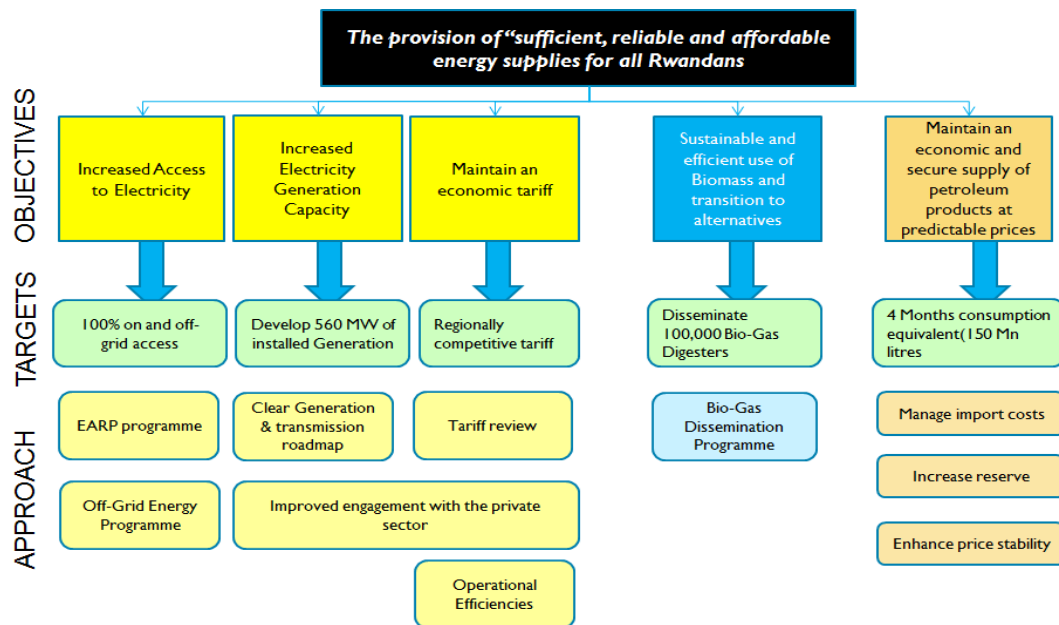 The provision of “sufficient, reliable and affordable
energy supplies for all Rwandans
OBJECTIVES
Increased Access
to Electricity
Increased
Electricity
Generation
Capacity
Maintain an
economic tariff
Sustainable and
efficient use of
Biomass and
transition to
alternatives
Maintain an
economic and
secure supply of
petroleum
products at
predictable prices
TARGETS
100% on and off-
grid access
Develop 560 MW of
installed Generation
Regionally
competitive tariff
Disseminate
100,000 Bio-Gas
Digesters
4 Months consumption
equivalent(150 Mn
litres
APPROACH
EARP programme
Clear Generation
& transmission
roadmap
Tariff review
Bio-Gas
Dissemination
Programme
Manage import costs
Off-Grid Energy
Programme
Improved engagement with the private
sector
Increase reserve
Operational
Efficiencies
Enhance price stability